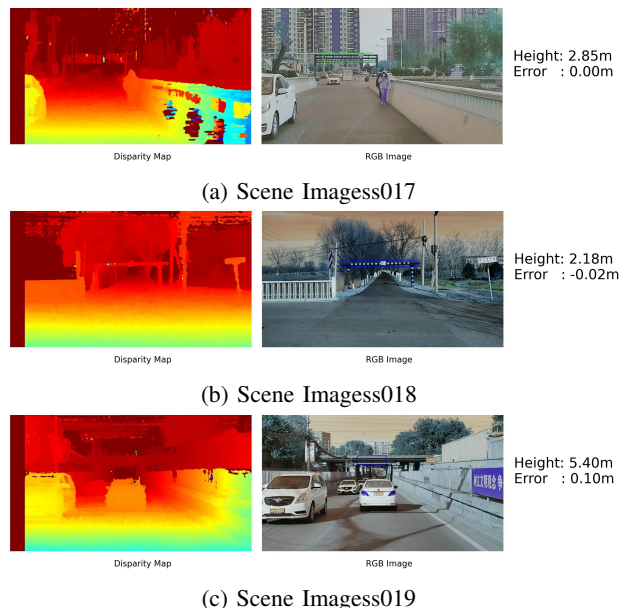 Height: 2.85m
Error : 0.00m
Disparity Map
RGB Image
(a) Scene Imagess017
Height: 2.18m
Error : -0.02m
Disparity Map
RGB Image
(b) Scene Imagess018
Height: 5.40m
Error : 0.10m
Disparity Map
RGB Image
(c) Scene Imagess019